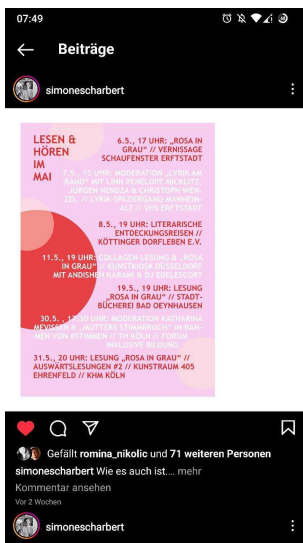 07:49
Beiträge
simonescharbert
LESEN &
HÖREN
IM
MAI
6.5., 17 UHR: „ROSA IN
GRAU“ // VERNISSAGE
SCHAUFENSTER ERFTSTADT
7.5., 15 UHR: MODERATION „LYRIK AM
RAND“ MIT LINN PENELOPE MICKLITZ,
JÜRGEN NENDZA & CHRISTOPH WEN-
ZEL // LYRIK-SPAZIERGANG MANHEIM-
ALT // VHS ERFTSTADT
8.5., 19 UHR: LITERARISCHE
ENTDECKUNGSREISEN //
KÖTTINGER DORFLEBEN E.V.
11.5., 19 UHR: COLLAGEN-LESUNG & „ROSA
IN GRAU“ // KUNSTKIOSK DÜSSELDORF
MIT ANDISHEH KARAMI & DJ EDELESCORT
19.5., 19 UHR: LESUNG
„ROSA IN GRAU“ // STADT-
BÜCHEREI BAD OEYNHAUSEN
30.5., 17.30 UHR: MODERATION KATHARINA
MEVISSEN & „MUTTERS STIMMBRUCH“ IM RAH-
MEN VON #STIMMEN // TH KÖLN // FORUM
INKLUSIVE BILDUNG
31.5., 20 UHR: LESUNG „ROSA IN GRAU“ //
AUSWÄRTSLESUNGEN #2 // KUNSTRAUM 405
EHRENFELD // KHM KÖLN
Gefällt romina_nikolic und 71 weiteren Personen
simonescharbert Wie es auch ist.... mehr
Kommentar ansehen
Vor 2 Wochen
simonescharbert